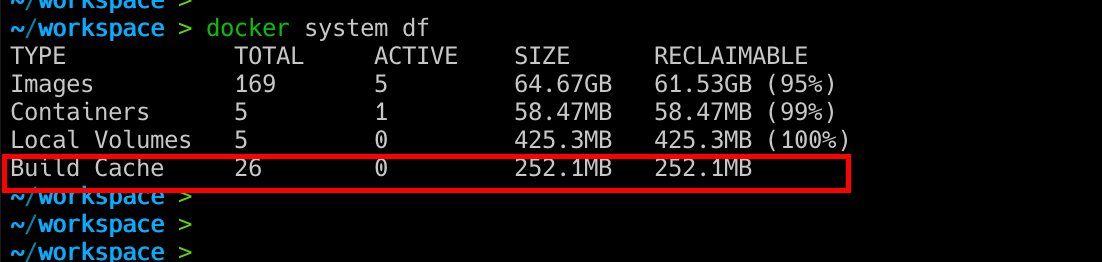 ~/workspace >
~/workspace > docker system df
TYPE TOTAL ACTIVE SIZE RECLAIMABLE
Images 169 5 64.67GB 61.53GB (95%)
Containers 5 1 58.47MB 58.47MB (99%)
Local Volumes 5 0 425.3MB 425.3MB (100%)
Build Cache 26 0 252.1MB 252.1MB
~/workspace >
~/workspace >
~/workspace >